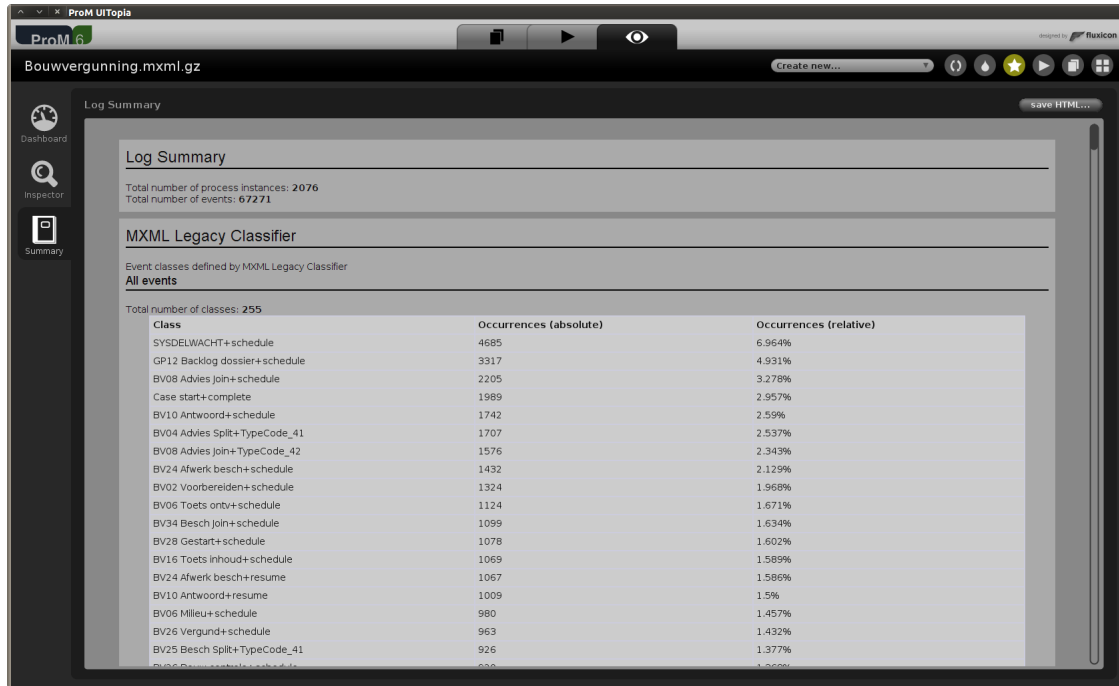 ProM UITopia
ProM 6
designed by fluxicon
Bouwvergunning.mxml.gz
Create new...
Dashboard
Inspector
Summary
Log Summary
save HTML...
Log Summary
Total number of process instances: 2076
Total number of events: 67271
MXML Legacy Classifier
Event classes defined by MXML Legacy Classifier
All events
Total number of classes: 255
Class Occurrences (absolute) Occurrences (relative)
SYSDELWACHT+schedule 4685 6.964%
GP12 Backlog dossier+schedule 3317 4.931%
BV08 Advies Join+schedule 2205 3.278%
Case start+complete 1989 2.957%
BV10 Antwoord+schedule 1742 2.59%
BV04 Advies Split+TypeCode_41 1707 2.537%
BV08 Advies Join+TypeCode_42 1576 2.343%
BV24 Afwerk besch+schedule 1432 2.129%
BV02 Voorbereiden+schedule 1324 1.968%
BV06 Toets ontv+schedule 1124 1.671%
BV34 Besch Join+schedule 1099 1.634%
BV28 Gestart+schedule 1078 1.602%
BV16 Toets inhoud+schedule 1069 1.589%
BV24 Afwerk besch+resume 1067 1.586%
BV10 Antwoord+resume 1009 1.5%
BV06 Milieu+schedule 980 1.457%
BV26 Vergund+schedule 963 1.432%
BV25 Besch Split+TypeCode_41 926 1.377%